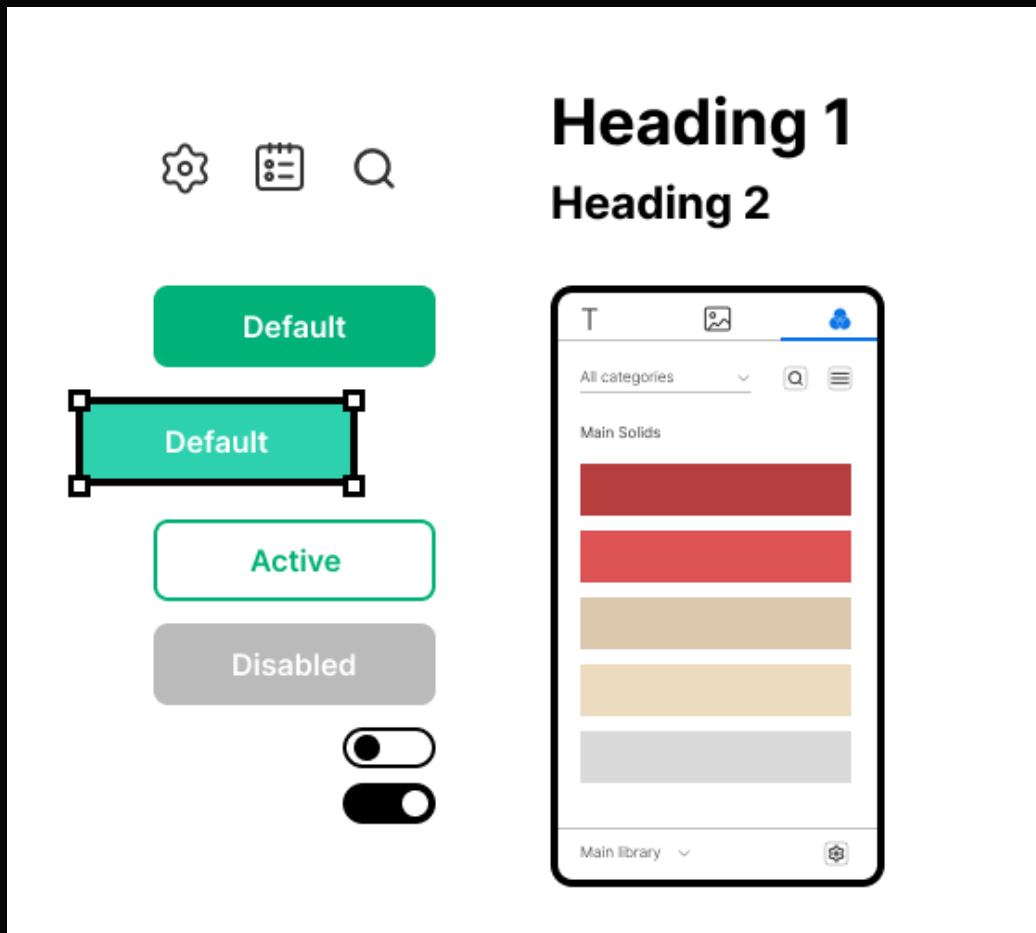 Heading 1
Heading 2
Default
Default
Active
Disabled
T
All categories
Main Solids
Main library